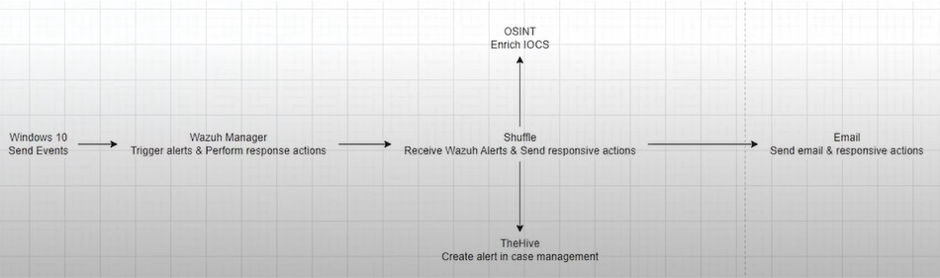 OSINT
Enrich IOCS
Windows 10
Send Events
Wazuh Manager
Trigger alerts & Perform response actions
Shuffle
Receive Wazuh Alerts & Send responsive actions
Email
Send email & responsive actions
TheHive
Create alert in case management